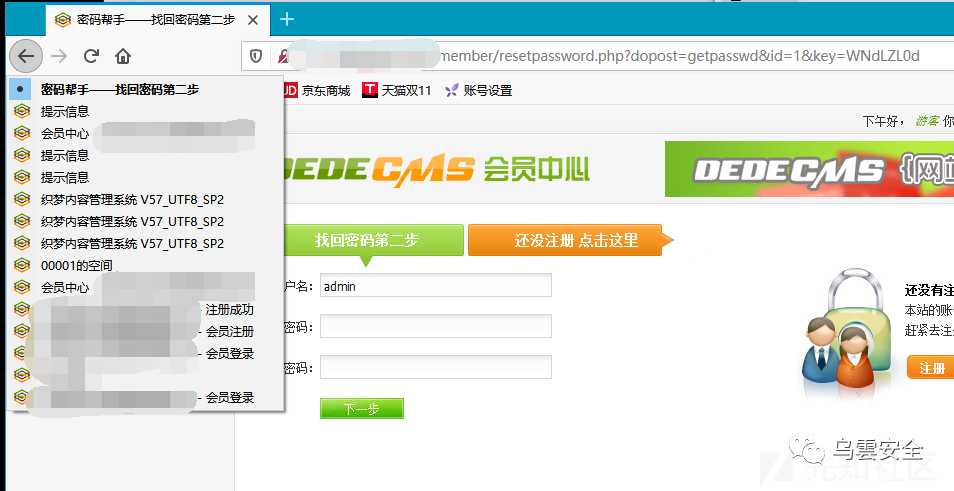 密码帮手——找回密码第二步
member/resetpassword.php?dopost=getpasswd&id=1&key=WNdLZL0d
密码帮手——找回密码第二步
提示信息
会员中心
提示信息
提示信息
织梦内容管理系统 V57_UTF8_SP2
织梦内容管理系统 V57_UTF8_SP2
织梦内容管理系统 V57_UTF8_SP2
00001的空间
会员中心
- 注册成功
- 会员注册
- 会员登录
- 会员登录
JD 京东商城 T 天猫双11 账号设置
下午好， 游客 你
DEDECMS 会员中心
DEDECMS {网站
找回密码第二步
还没注册 点击这里
户名： admin
密码：
密码：
下一步
还没有注
本站的账
赶紧去注
注册
乌雲安全
先知社区